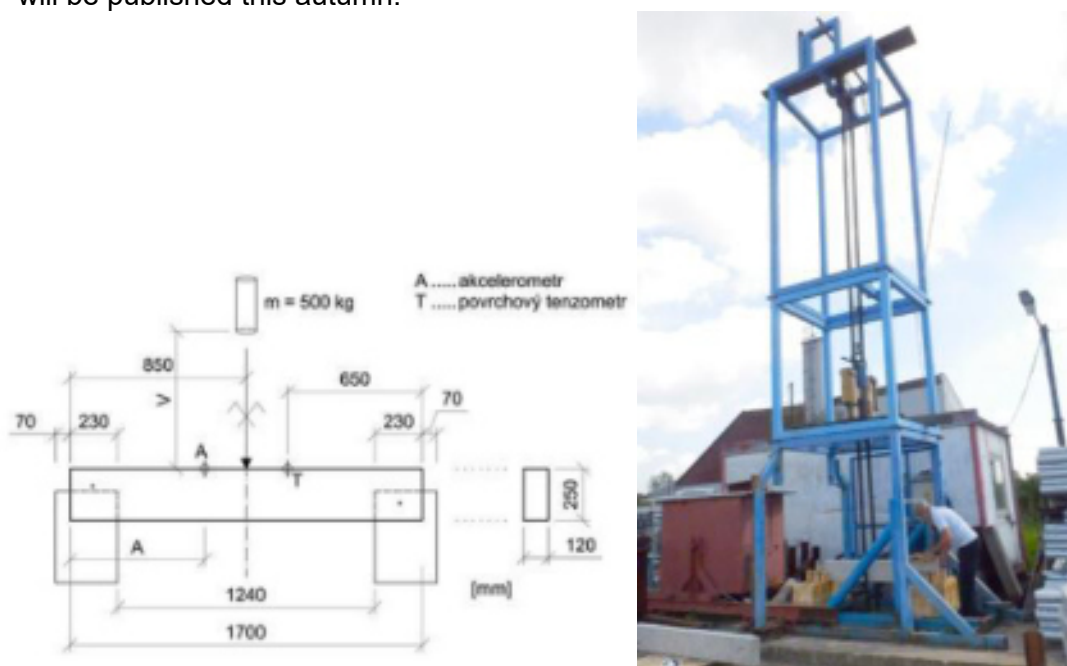 will be published this autumn.
m = 500 kg
A ..... akcelerometr
T ..... povrchový tenzometr
850
650
V
70
230
230
70
A
T
250
A
120
1240
[mm]
1700